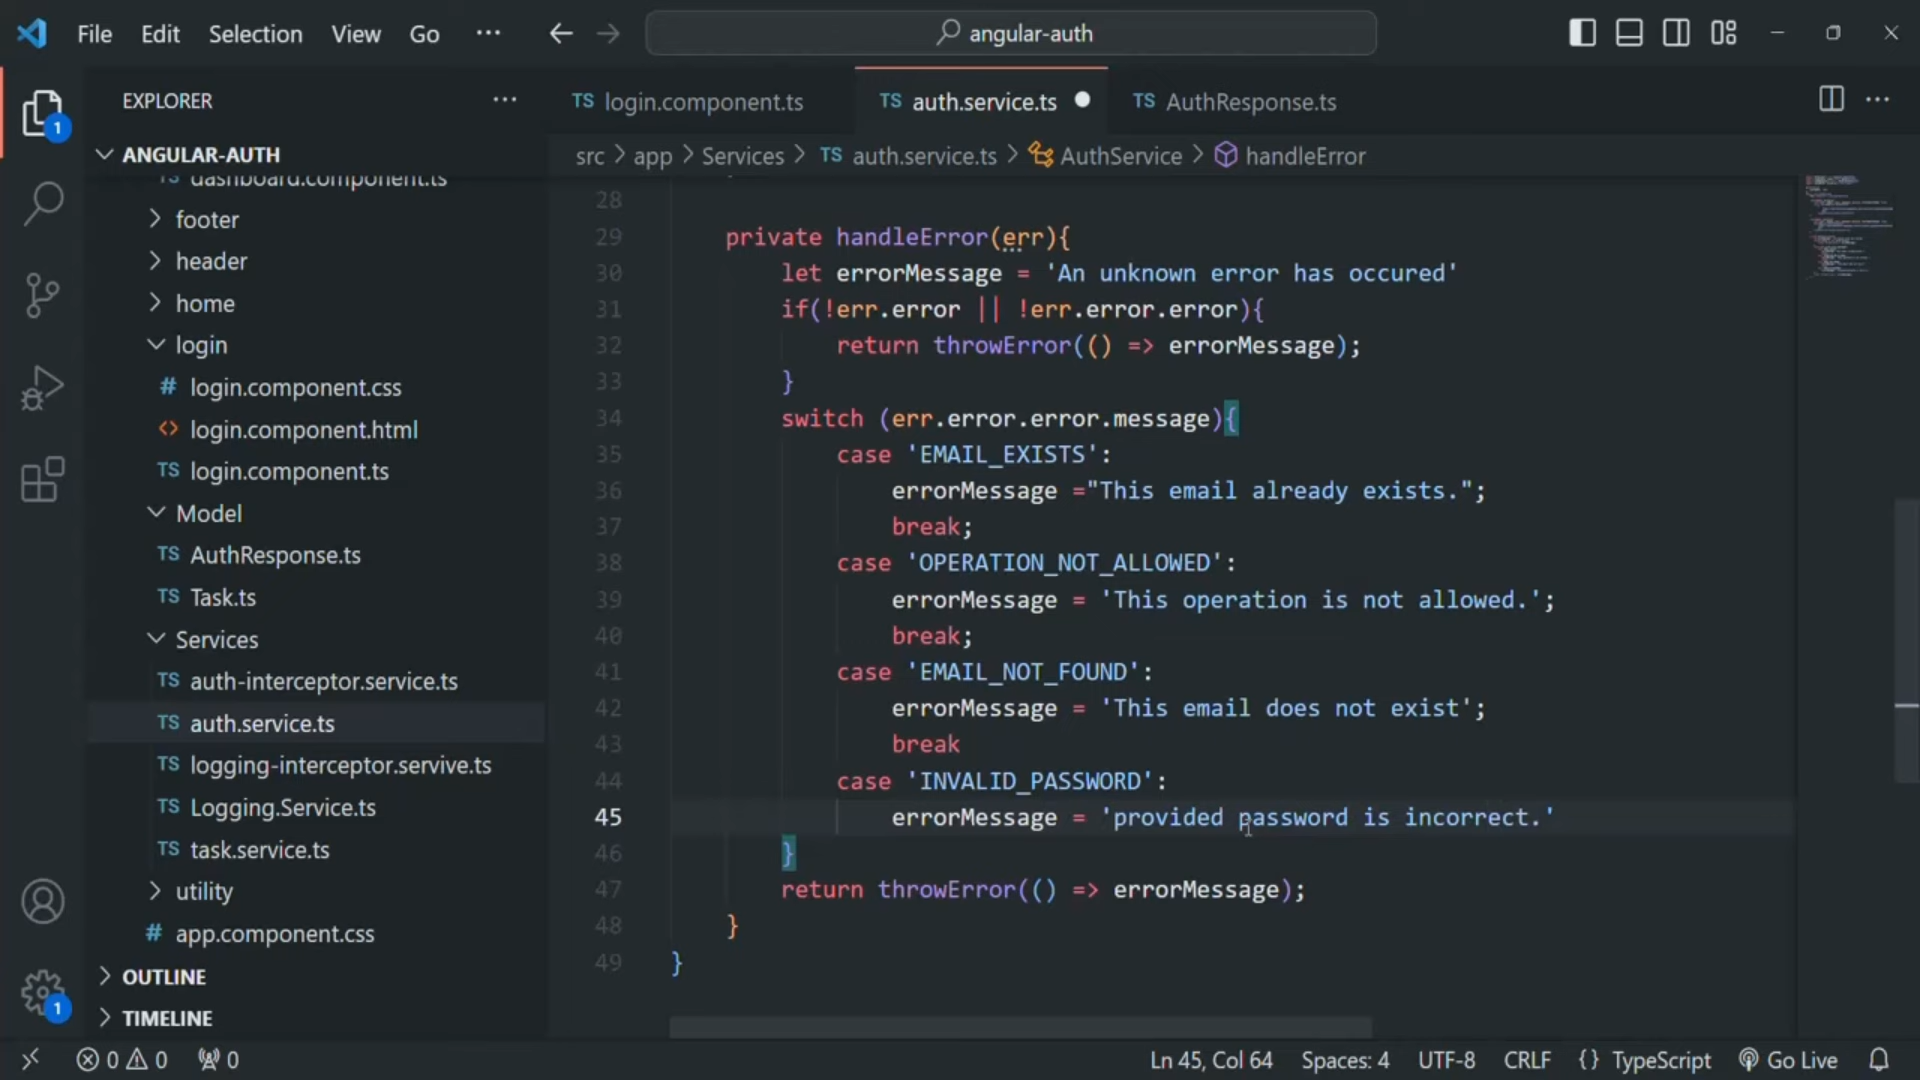 File Edit Selection View Go ··· angular-auth
EXPLORER ···
TS login.component.ts TS auth.service.ts TS AuthResponse.ts ···
ANGULAR-AUTH
src > app > Services > TS auth.service.ts > AuthService > handleError
TS dashboard.component.ts
footer
header
home
login
# login.component.css
<> login.component.html
TS login.component.ts
Model
TS AuthResponse.ts
TS Task.ts
Services
TS auth-interceptor.service.ts
TS auth.service.ts
TS logging-interceptor.servive.ts
TS Logging.Service.ts
TS task.service.ts
utility
# app.component.css
OUTLINE
TIMELINE
1
1
28
29 private handleError(err){
30 let errorMessage = 'An unknown error has occured'
31 if(!err.error || !err.error.error){
32 return throwError(() => errorMessage);
33 }
34 switch (err.error.error.message){
35 case 'EMAIL_EXISTS':
36 errorMessage ="This email already exists.";
37 break;
38 case 'OPERATION_NOT_ALLOWED':
39 errorMessage = 'This operation is not allowed.';
40 break;
41 case 'EMAIL_NOT_FOUND':
42 errorMessage = 'This email does not exist';
43 break
44 case 'INVALID_PASSWORD':
45 errorMessage = 'provided password is incorrect.'
46 }
47 return throwError(() => errorMessage);
48 }
49 }
0 0 0 Ln 45, Col 64 Spaces: 4 UTF-8 CRLF {} TypeScript Go Live